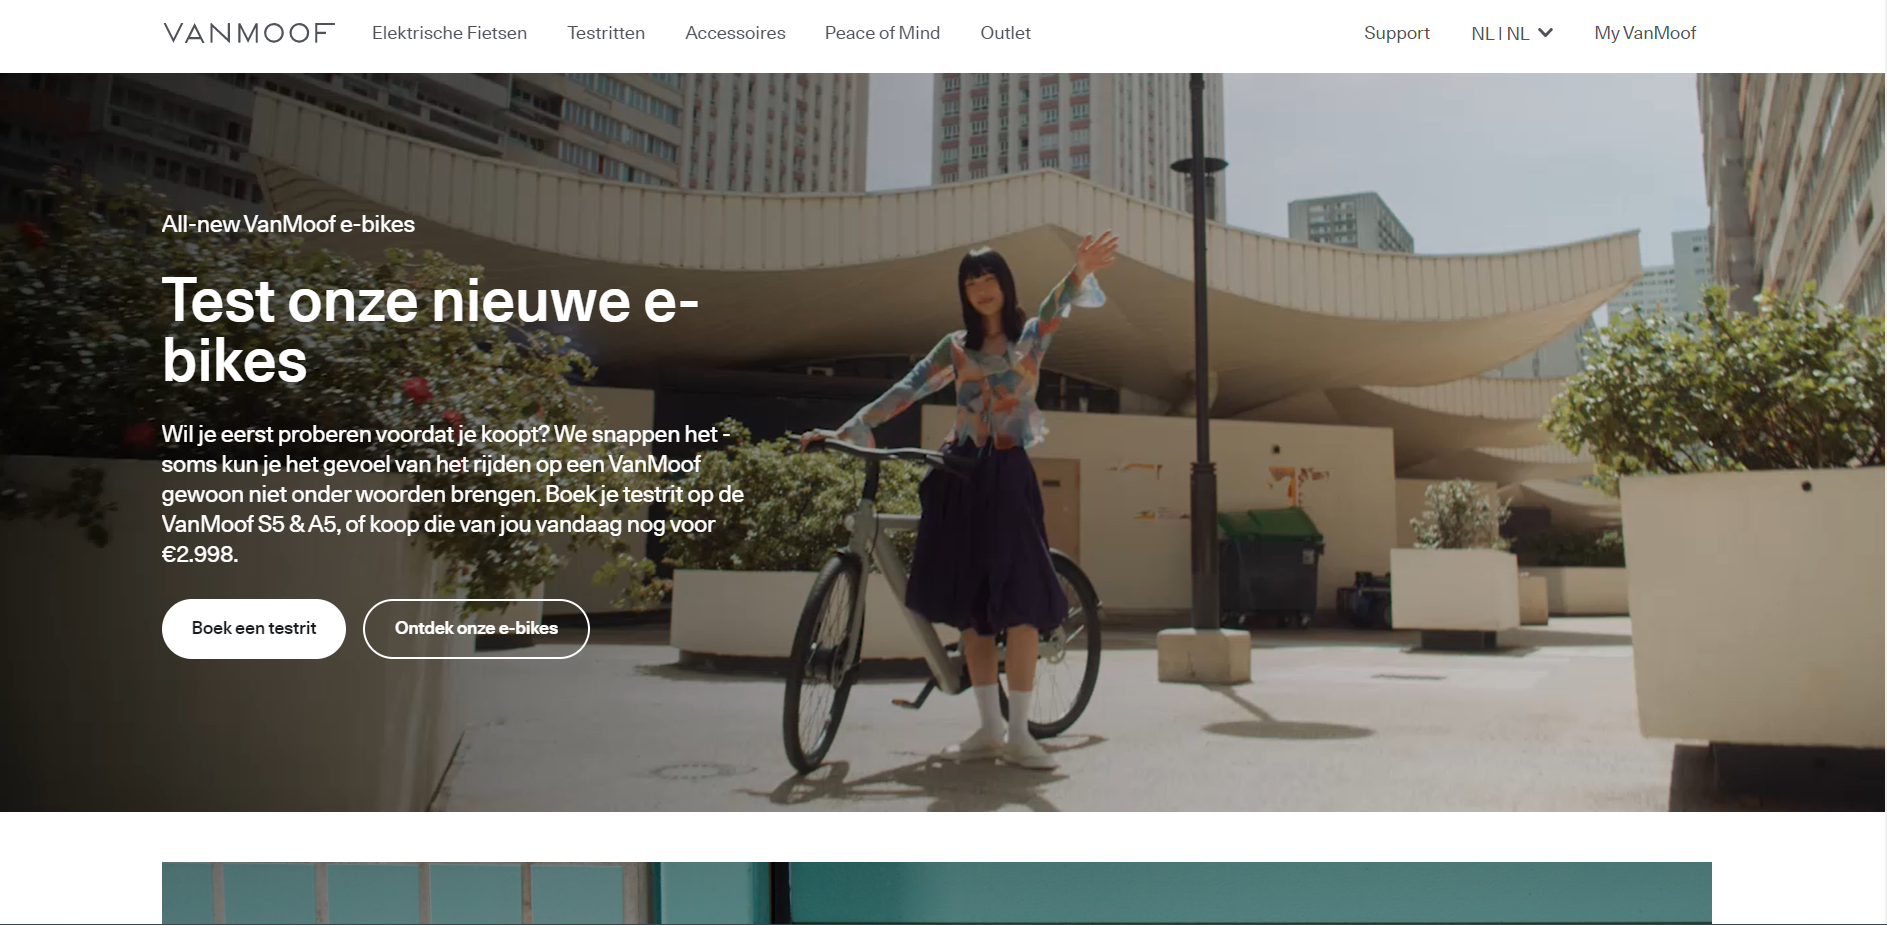 VANMOOF
Elektrische Fietsen
Testritten
Accessoires
Peace of Mind
Outlet
Support
NL | NL
My VanMoof
All-new VanMoof e-bikes
Test onze nieuwe e-
bikes
Wil je eerst proberen voordat je koopt? We snappen het -
soms kun je het gevoel van het rijden op een VanMoof
gewoon niet onder woorden brengen. Boek je testrit op de
VanMoof S5 & A5, of koop die van jou vandaag nog voor
€2.998.
Boek een testrit
Ontdek onze e-bikes